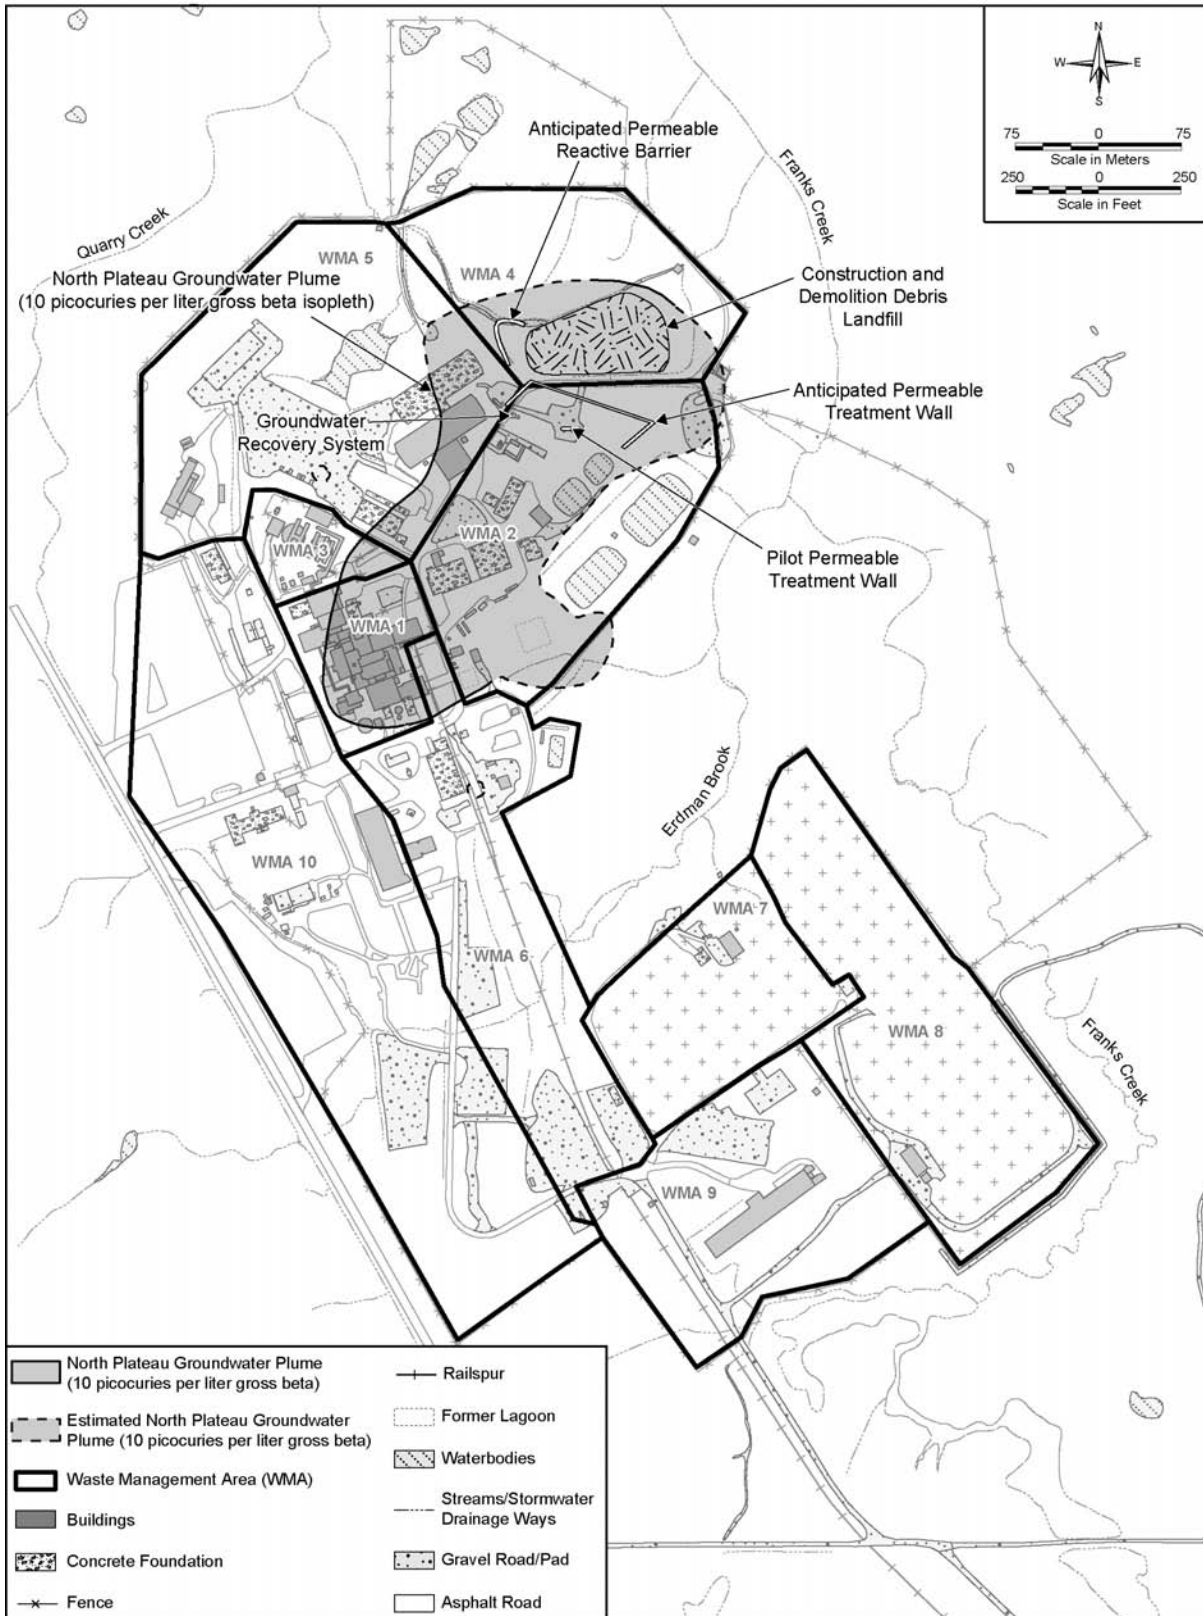 N
W E
S
75 0 75
Scale in Meters
250 0 250
Scale in Feet
Anticipated Permeable
Reactive Barrier
Franks Creek
Quarry Creek
WMA 5
WMA 4
North Plateau Groundwater Plume
(10 picocuries per liter gross beta isopleth)
Construction and
Demolition Debris
Landfill
Anticipated Permeable
Treatment Wall
Groundwater
Recovery System
WMA 2
WMA 3
Pilot Permeable
Treatment Wall
WMA 1
Erdman Brook
WMA 10
WMA 7
WMA 6
WMA 8
Franks Creek
WMA 9
North Plateau Groundwater Plume
(10 picocuries per liter gross beta)
Estimated North Plateau Groundwater
Plume (10 picocuries per liter gross beta)
Waste Management Area (WMA)
Buildings
Concrete Foundation
Fence
Railspur
Former Lagoon
Waterbodies
Streams/Stormwater
Drainage Ways
Gravel Road/Pad
Asphalt Road